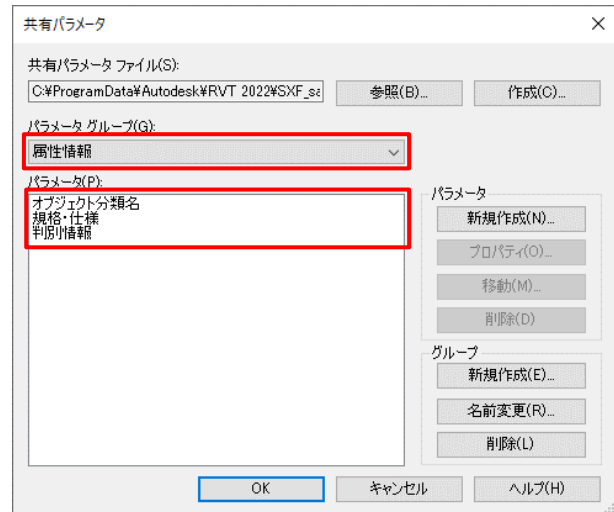 共有パラメータ
共有パラメータ ファイル(S):
C:¥ProgramData¥Autodesk¥RVT 2022¥SXF_sa
参照(B)...
作成(C)...
パラメータ グループ(G):
属性情報
パラメータ(P):
オブジェクト分類名
規格・仕様
判別情報
パラメータ
新規作成(N)...
プロパティ(O)...
移動(M)...
削除(D)
グループ
新規作成(E)...
名前変更(R)...
削除(L)
OK
キャンセル
ヘルプ(H)